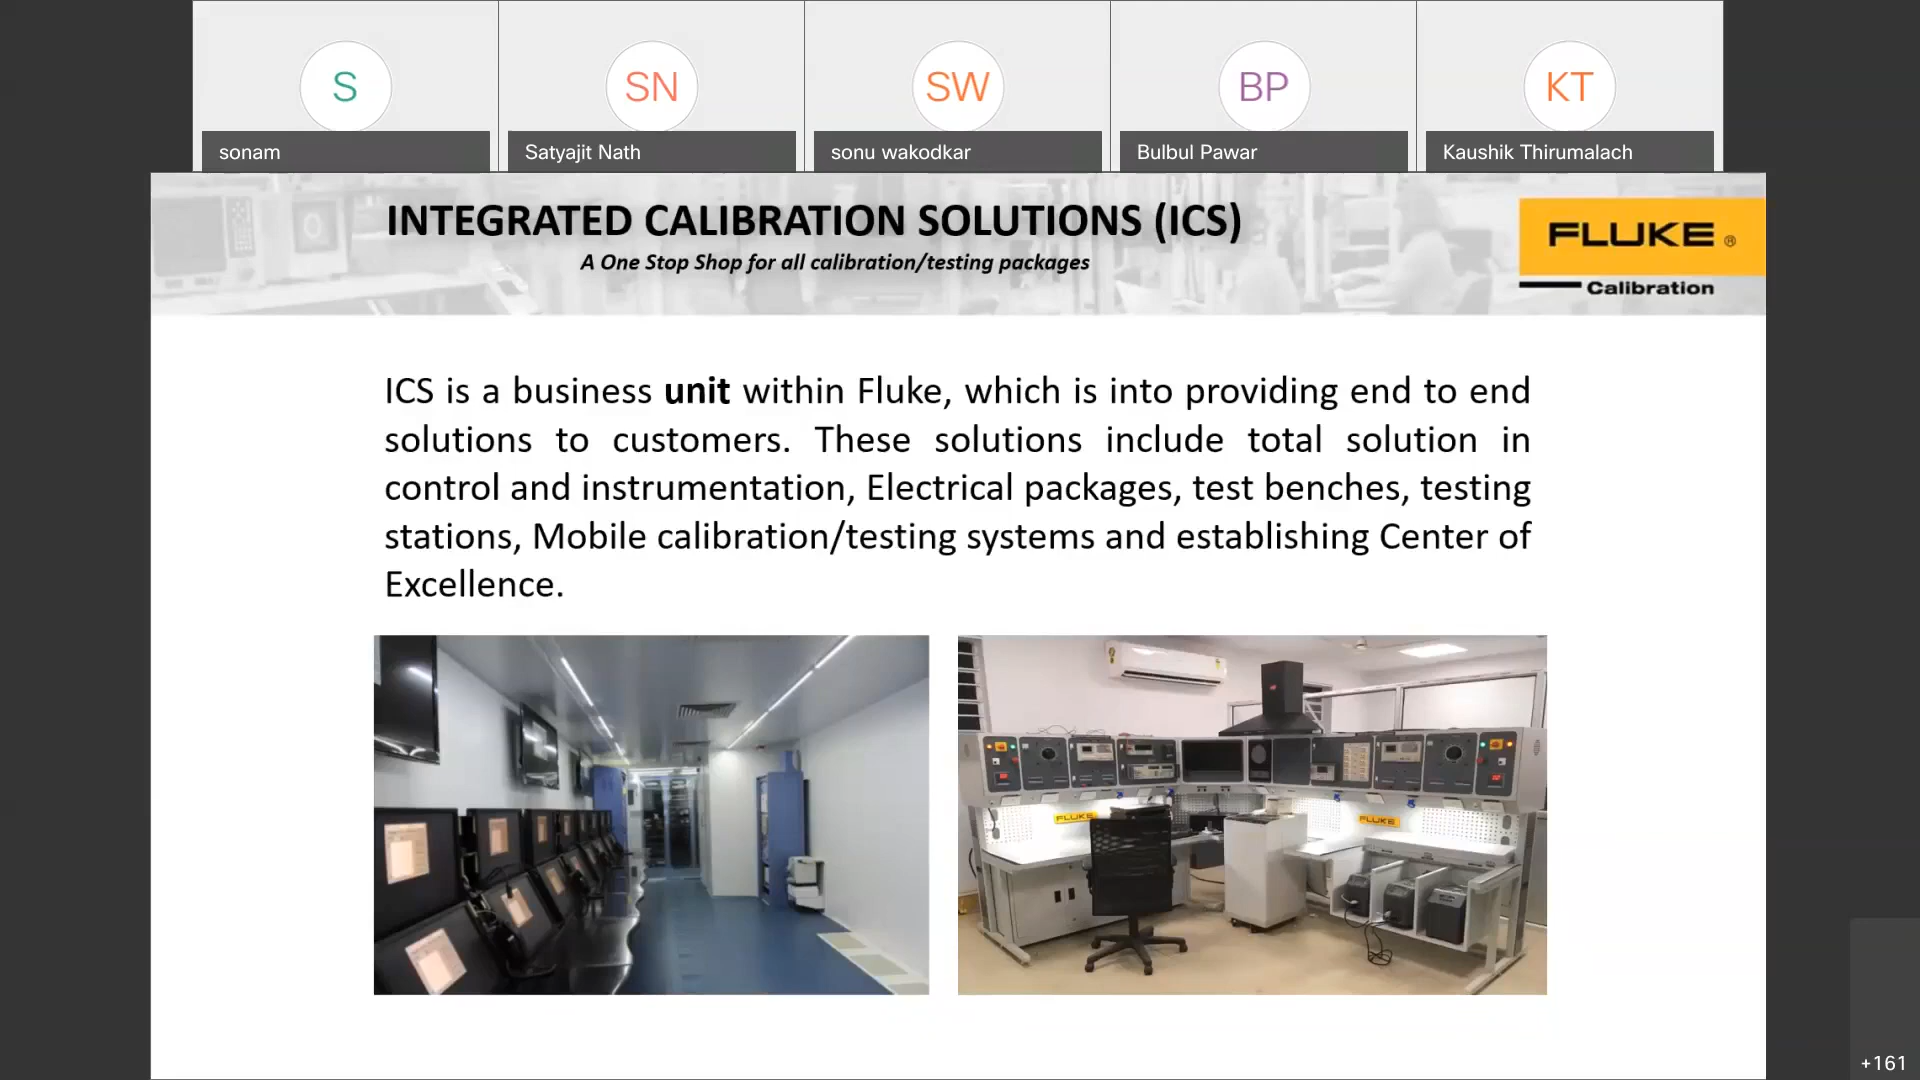 S
SN
SW
BP
KT
sonam
Satyajit Nath
sonu wakodkar
Bulbul Pawar
Kaushik Thirumalach
INTEGRATED CALIBRATION SOLUTIONS (ICS)
A One Stop Shop for all calibration/testing packages
FLUKE ®
Calibration
ICS is a business unit within Fluke, which is into providing end to end
solutions to customers. These solutions include total solution in
control and instrumentation, Electrical packages, test benches, testing
stations, Mobile calibration/testing systems and establishing Center of
Excellence.
FLUKE
FLUKE
+161